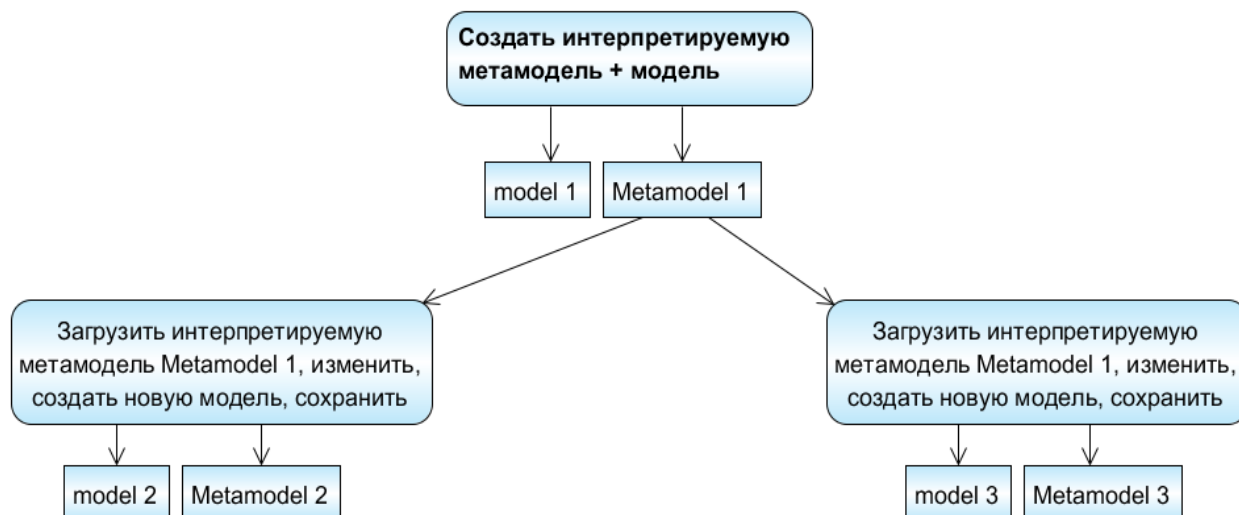 Создать интерпретируемую
метамодель + модель
model 1
Metamodel 1
Загрузить интерпретируемую
метамодель Metamodel 1, изменить,
создать новую модель, сохранить
Загрузить интерпретируемую
метамодель Metamodel 1, изменить,
создать новую модель, сохранить
model 2
Metamodel 2
model 3
Metamodel 3